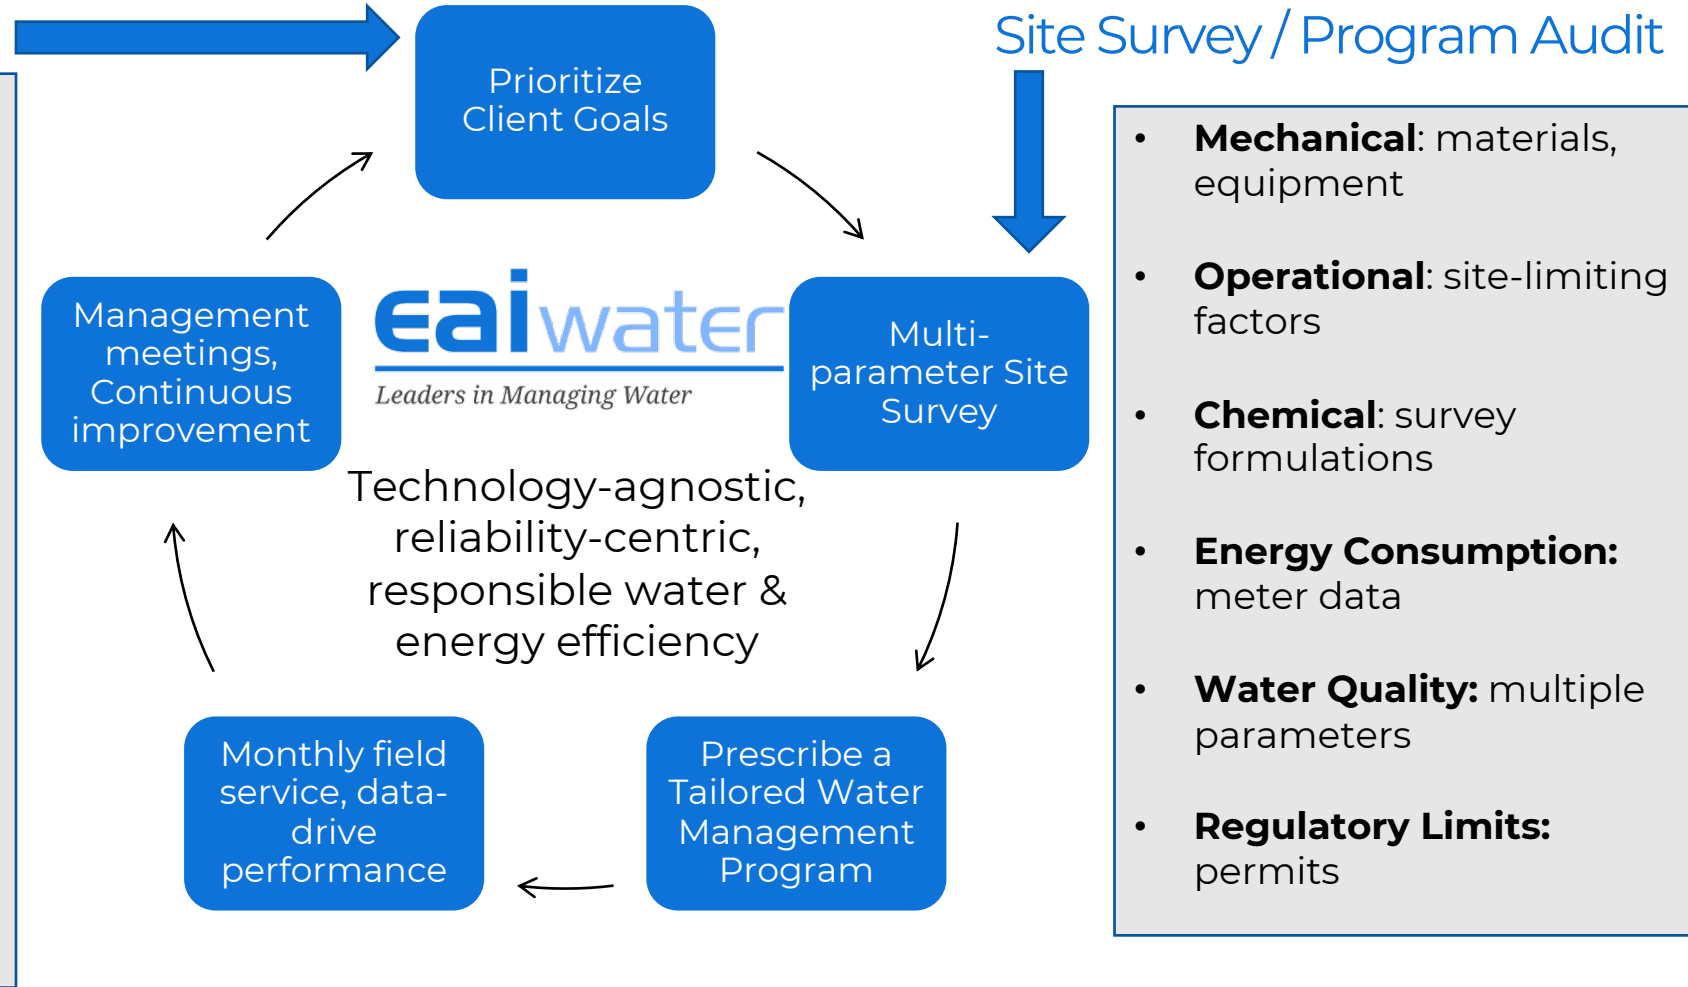 Site Survey / Program Audit
Prioritize
Client Goals
Management
meetings,
Continuous
improvement
eaiwater
Leaders in Managing Water
Multi-
parameter Site
Survey
Technology-agnostic,
reliability-centric,
responsible water &
energy efficiency
Monthly field
service, data-
drive
performance
Prescribe a
Tailored Water
Management
Program
• Mechanical: materials,
equipment
• Operational: site-limiting
factors
• Chemical: survey
formulations
• Energy Consumption:
meter data
• Water Quality: multiple
parameters
• Regulatory Limits:
permits